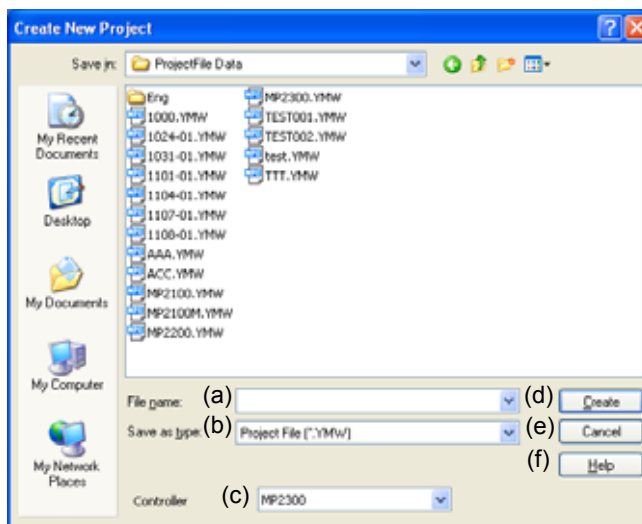 Create New Project
Save in: ProjectFile Data
My Recent Documents
Desktop
My Documents
My Computer
My Network Places
Eng
1000.YMW
1024-01.YMW
1031-01.YMW
1101-01.YMW
1104-01.YMW
1107-01.YMW
1108-01.YMW
AAA.YMW
ACC.YMW
MP2100.YMW
MP2100M.YMW
MP2200.YMW
MP2300.YMW
TEST001.YMW
TEST002.YMW
test.YMW
TTT.YMW
File name: (a) (d) Create
Save as type: (b) Project File (*.YMW) (e) Cancel
(f) Help
Controller (c) MP2300